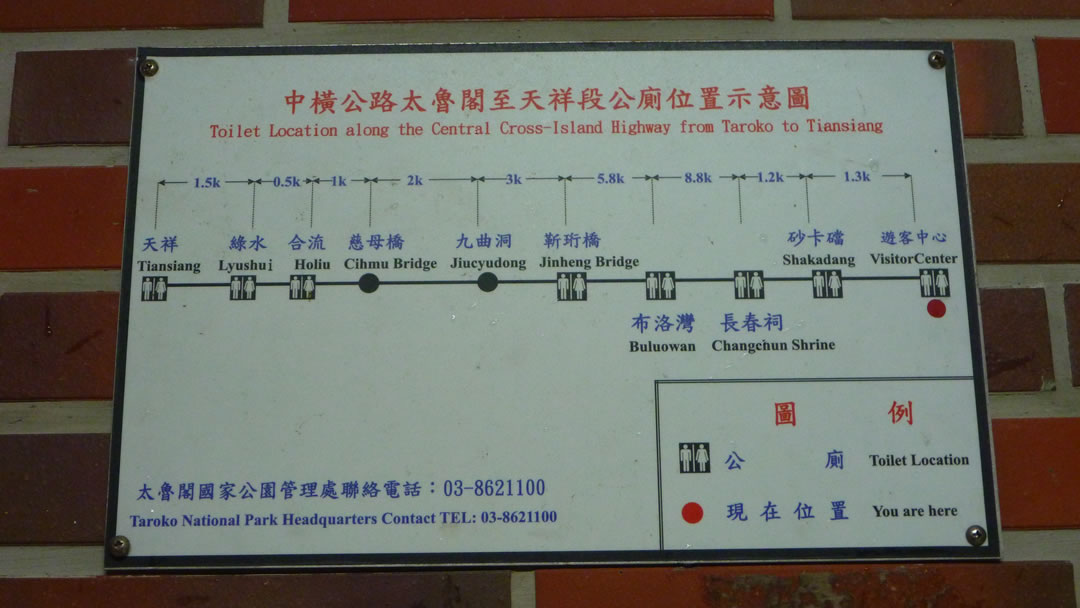 中橫公路太魯閣至天祥段公廁位置示意圖
Toilet Location along the Central Cross-Island Highway from Taroko to Tiansiang
1.5k 0.5k 1k 2k 3k 5.8k 8.8k 1.2k 1.3k
天祥 綠水 合流 慈母橋 九曲洞 靳珩橋 砂卡礑 遊客中心
Tiansiang Lyushui Holiu Cihmu Bridge Jiucyudong Jinheng Bridge Shakadang VisitorCenter
布洛灣 長春祠
Buluowan Changchun Shrine
圖 例
公 廁 Toilet Location
現在位置 You are here
太魯閣國家公園管理處聯絡電話：03-8621100
Taroko National Park Headquarters Contact TEL: 03-8621100